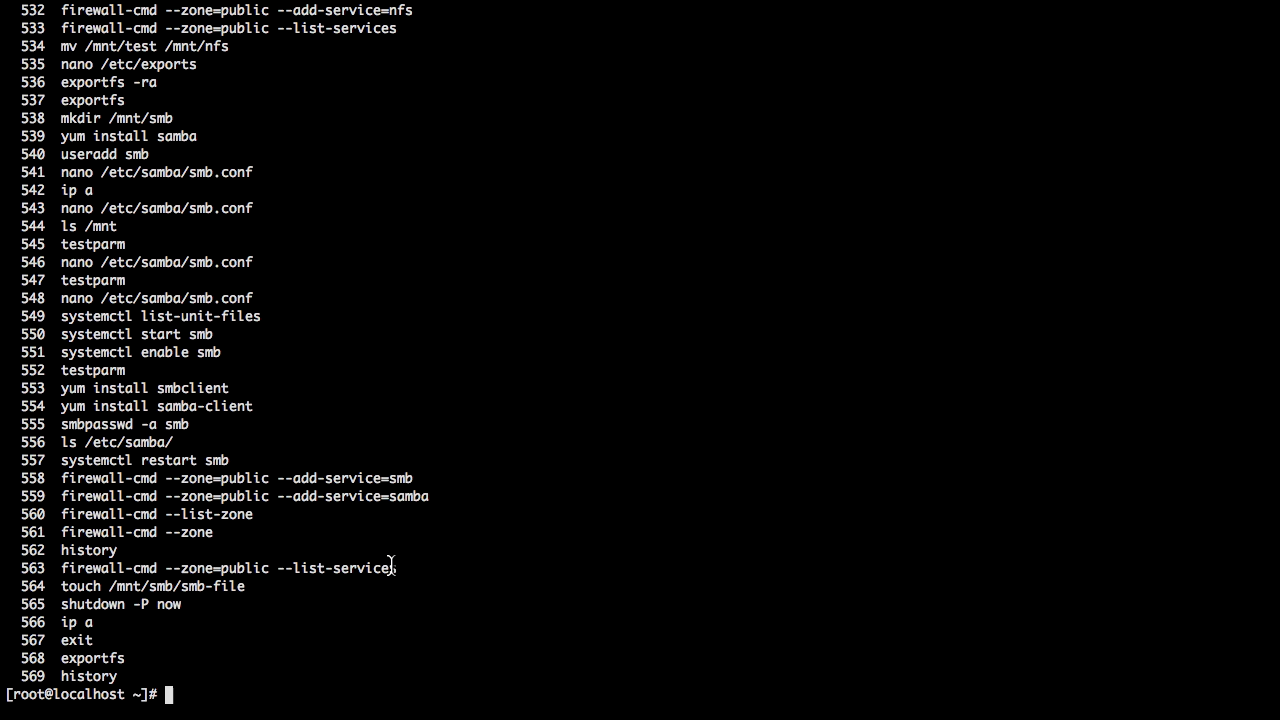 532 firewall-cmd --zone=public --add-service=nfs
533 firewall-cmd --zone=public --list-services
534 mv /mnt/test /mnt/nfs
535 nano /etc/exports
536 exportfs -ra
537 exportfs
538 mkdir /mnt/smb
539 yum install samba
540 useradd smb
541 nano /etc/samba/smb.conf
542 ip a
543 nano /etc/samba/smb.conf
544 ls /mnt
545 testparm
546 nano /etc/samba/smb.conf
547 testparm
548 nano /etc/samba/smb.conf
549 systemctl list-unit-files
550 systemctl start smb
551 systemctl enable smb
552 testparm
553 yum install smbclient
554 yum install samba-client
555 smbpasswd -a smb
556 ls /etc/samba/
557 systemctl restart smb
558 firewall-cmd --zone=public --add-service=smb
559 firewall-cmd --zone=public --add-service=samba
560 firewall-cmd --list-zone
561 firewall-cmd --zone
562 history
563 firewall-cmd --zone=public --list-services
564 touch /mnt/smb/smb-file
565 shutdown -P now
566 ip a
567 exit
568 exportfs
569 history
[root@localhost ~]#